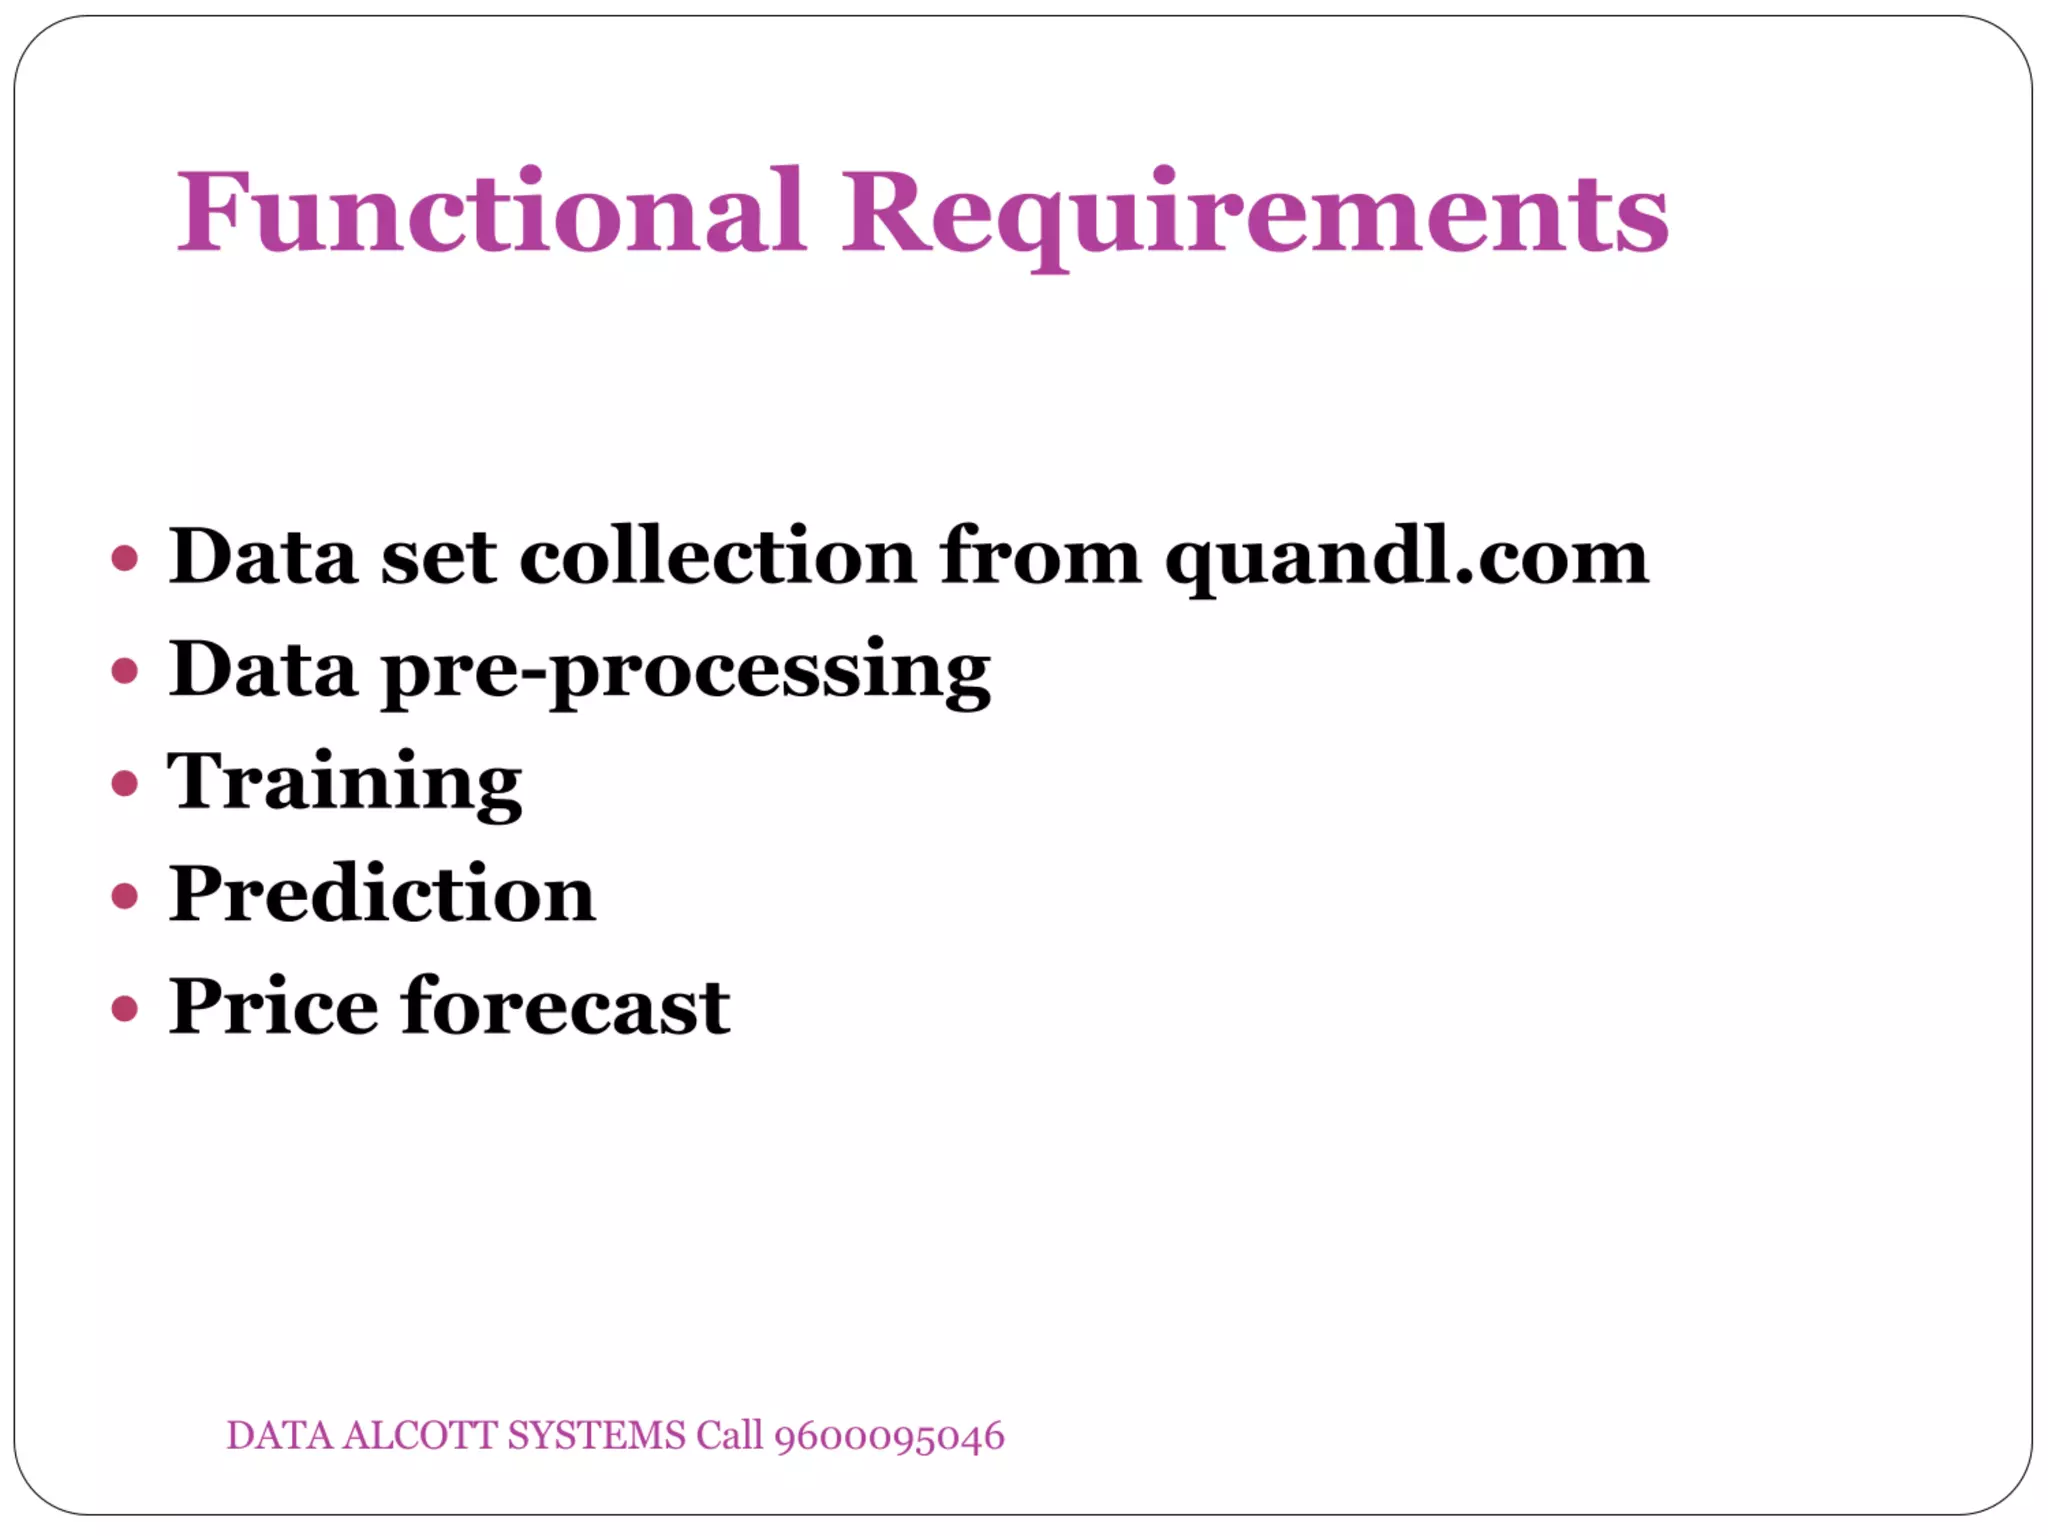 Functional Requirements
• Data set collection from quandl.com
• Data pre-processing
• Training
• Prediction
• Price forecast
DATA ALCOTT SYSTEMS Call 9600095046